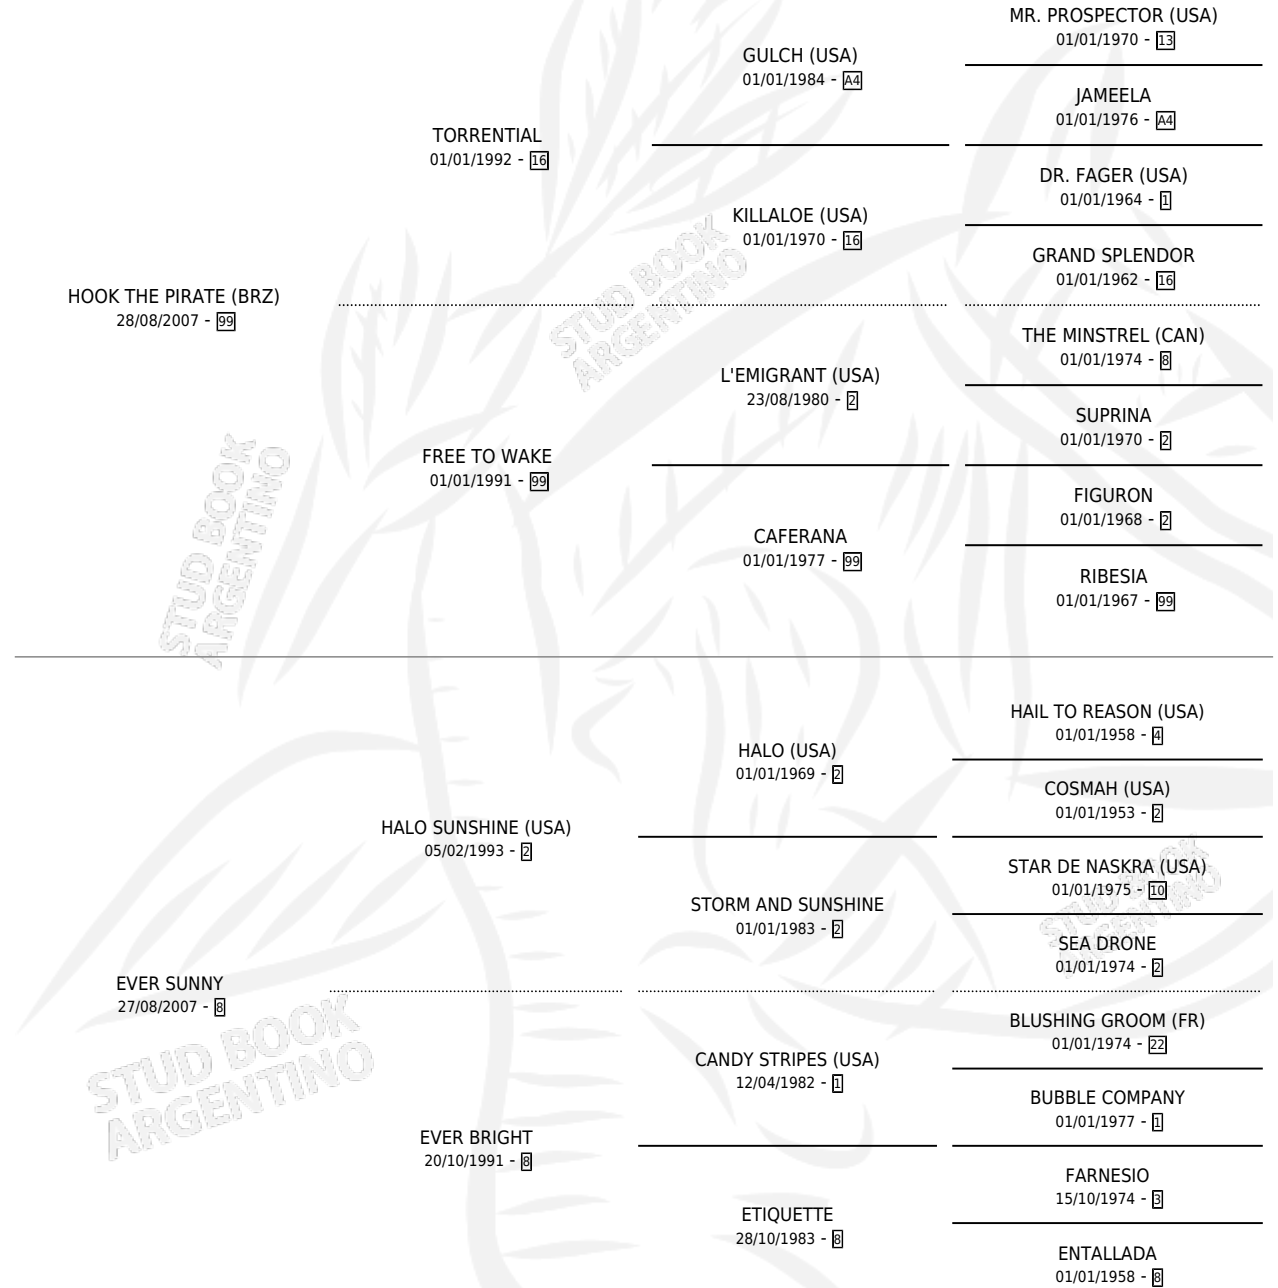 MR. PROSPECTOR (USA)
01/01/1970 - 13
GULCH (USA)
01/01/1984 - A4
JAMEELA
01/01/1976 - A4
TORRENTIAL
01/01/1992 - 16
DR. FAGER (USA)
01/01/1964 - 1
KILLALOE (USA)
01/01/1970 - 16
GRAND SPLENDOR
01/01/1962 - 16
HOOK THE PIRATE (BRZ)
28/08/2007 - 99
STUD BOOK
ARGENTINO
THE MINSTREL (CAN)
01/01/1974 - 8
L'EMIGRANT (USA)
23/08/1980 - 2
SUPRINA
01/01/1970 - 2
FREE TO WAKE
01/01/1991 - 99
FIGURON
01/01/1968 - 2
CAFERANA
01/01/1977 - 99
RIBESIA
01/01/1967 - 99
STUD BOOK
ARGENTINO
HAIL TO REASON (USA)
01/01/1958 - 4
HALO (USA)
01/01/1969 - 2
COSMAH (USA)
01/01/1953 - 2
HALO SUNSHINE (USA)
05/02/1993 - 2
STAR DE NASKRA (USA)
01/01/1975 - 10
STORM AND SUNSHINE
01/01/1983 - 2
STUD BOOK
ARGENTINO
SEA DRONE
01/01/1974 - 2
EVER SUNNY
27/08/2007 - 8
STUD BOOK
ARGENTINO
BLUSHING GROOM (FR)
01/01/1974 - 22
CANDY STRIPES (USA)
12/04/1982 - 1
BUBBLE COMPANY
01/01/1977 - 1
EVER BRIGHT
20/10/1991 - 8
FARNESIO
15/10/1974 - 3
ETIQUETTE
28/10/1983 - 8
ENTALLADA
01/01/1958 - 8